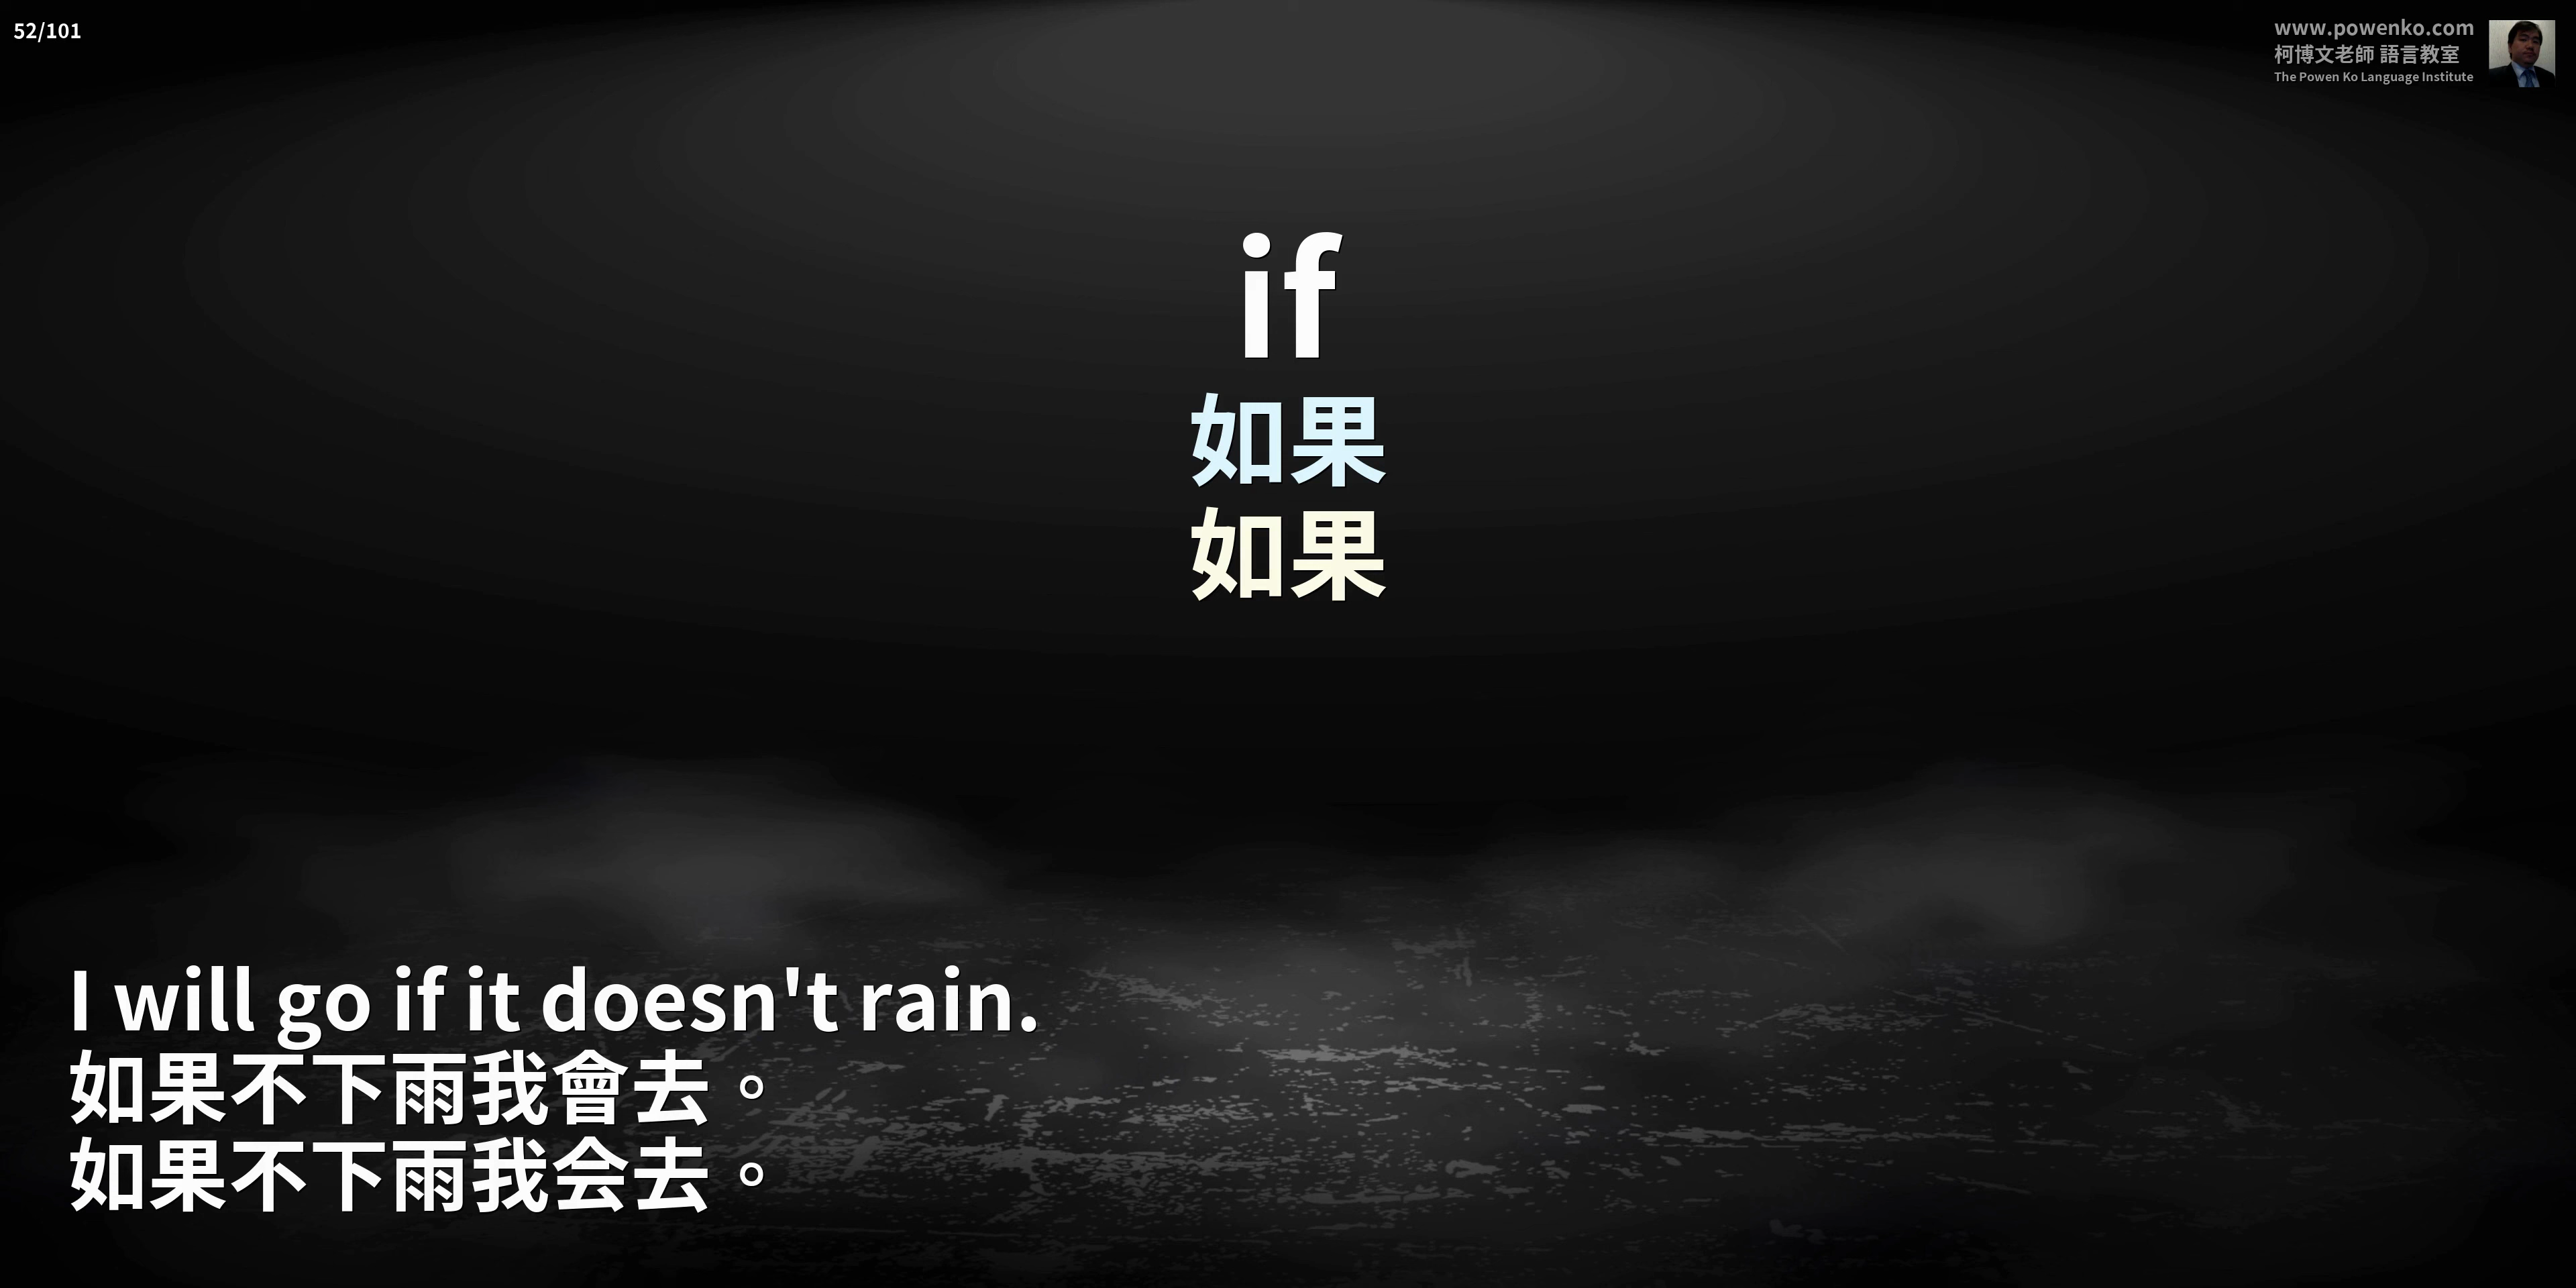 52/101
www.powenko.com
柯博文老師 語言教室
The Powen Ko Language Institute
if
如果
如果
I will go if it doesn't rain.
如果不下雨我會去。
如果不下雨我会去。